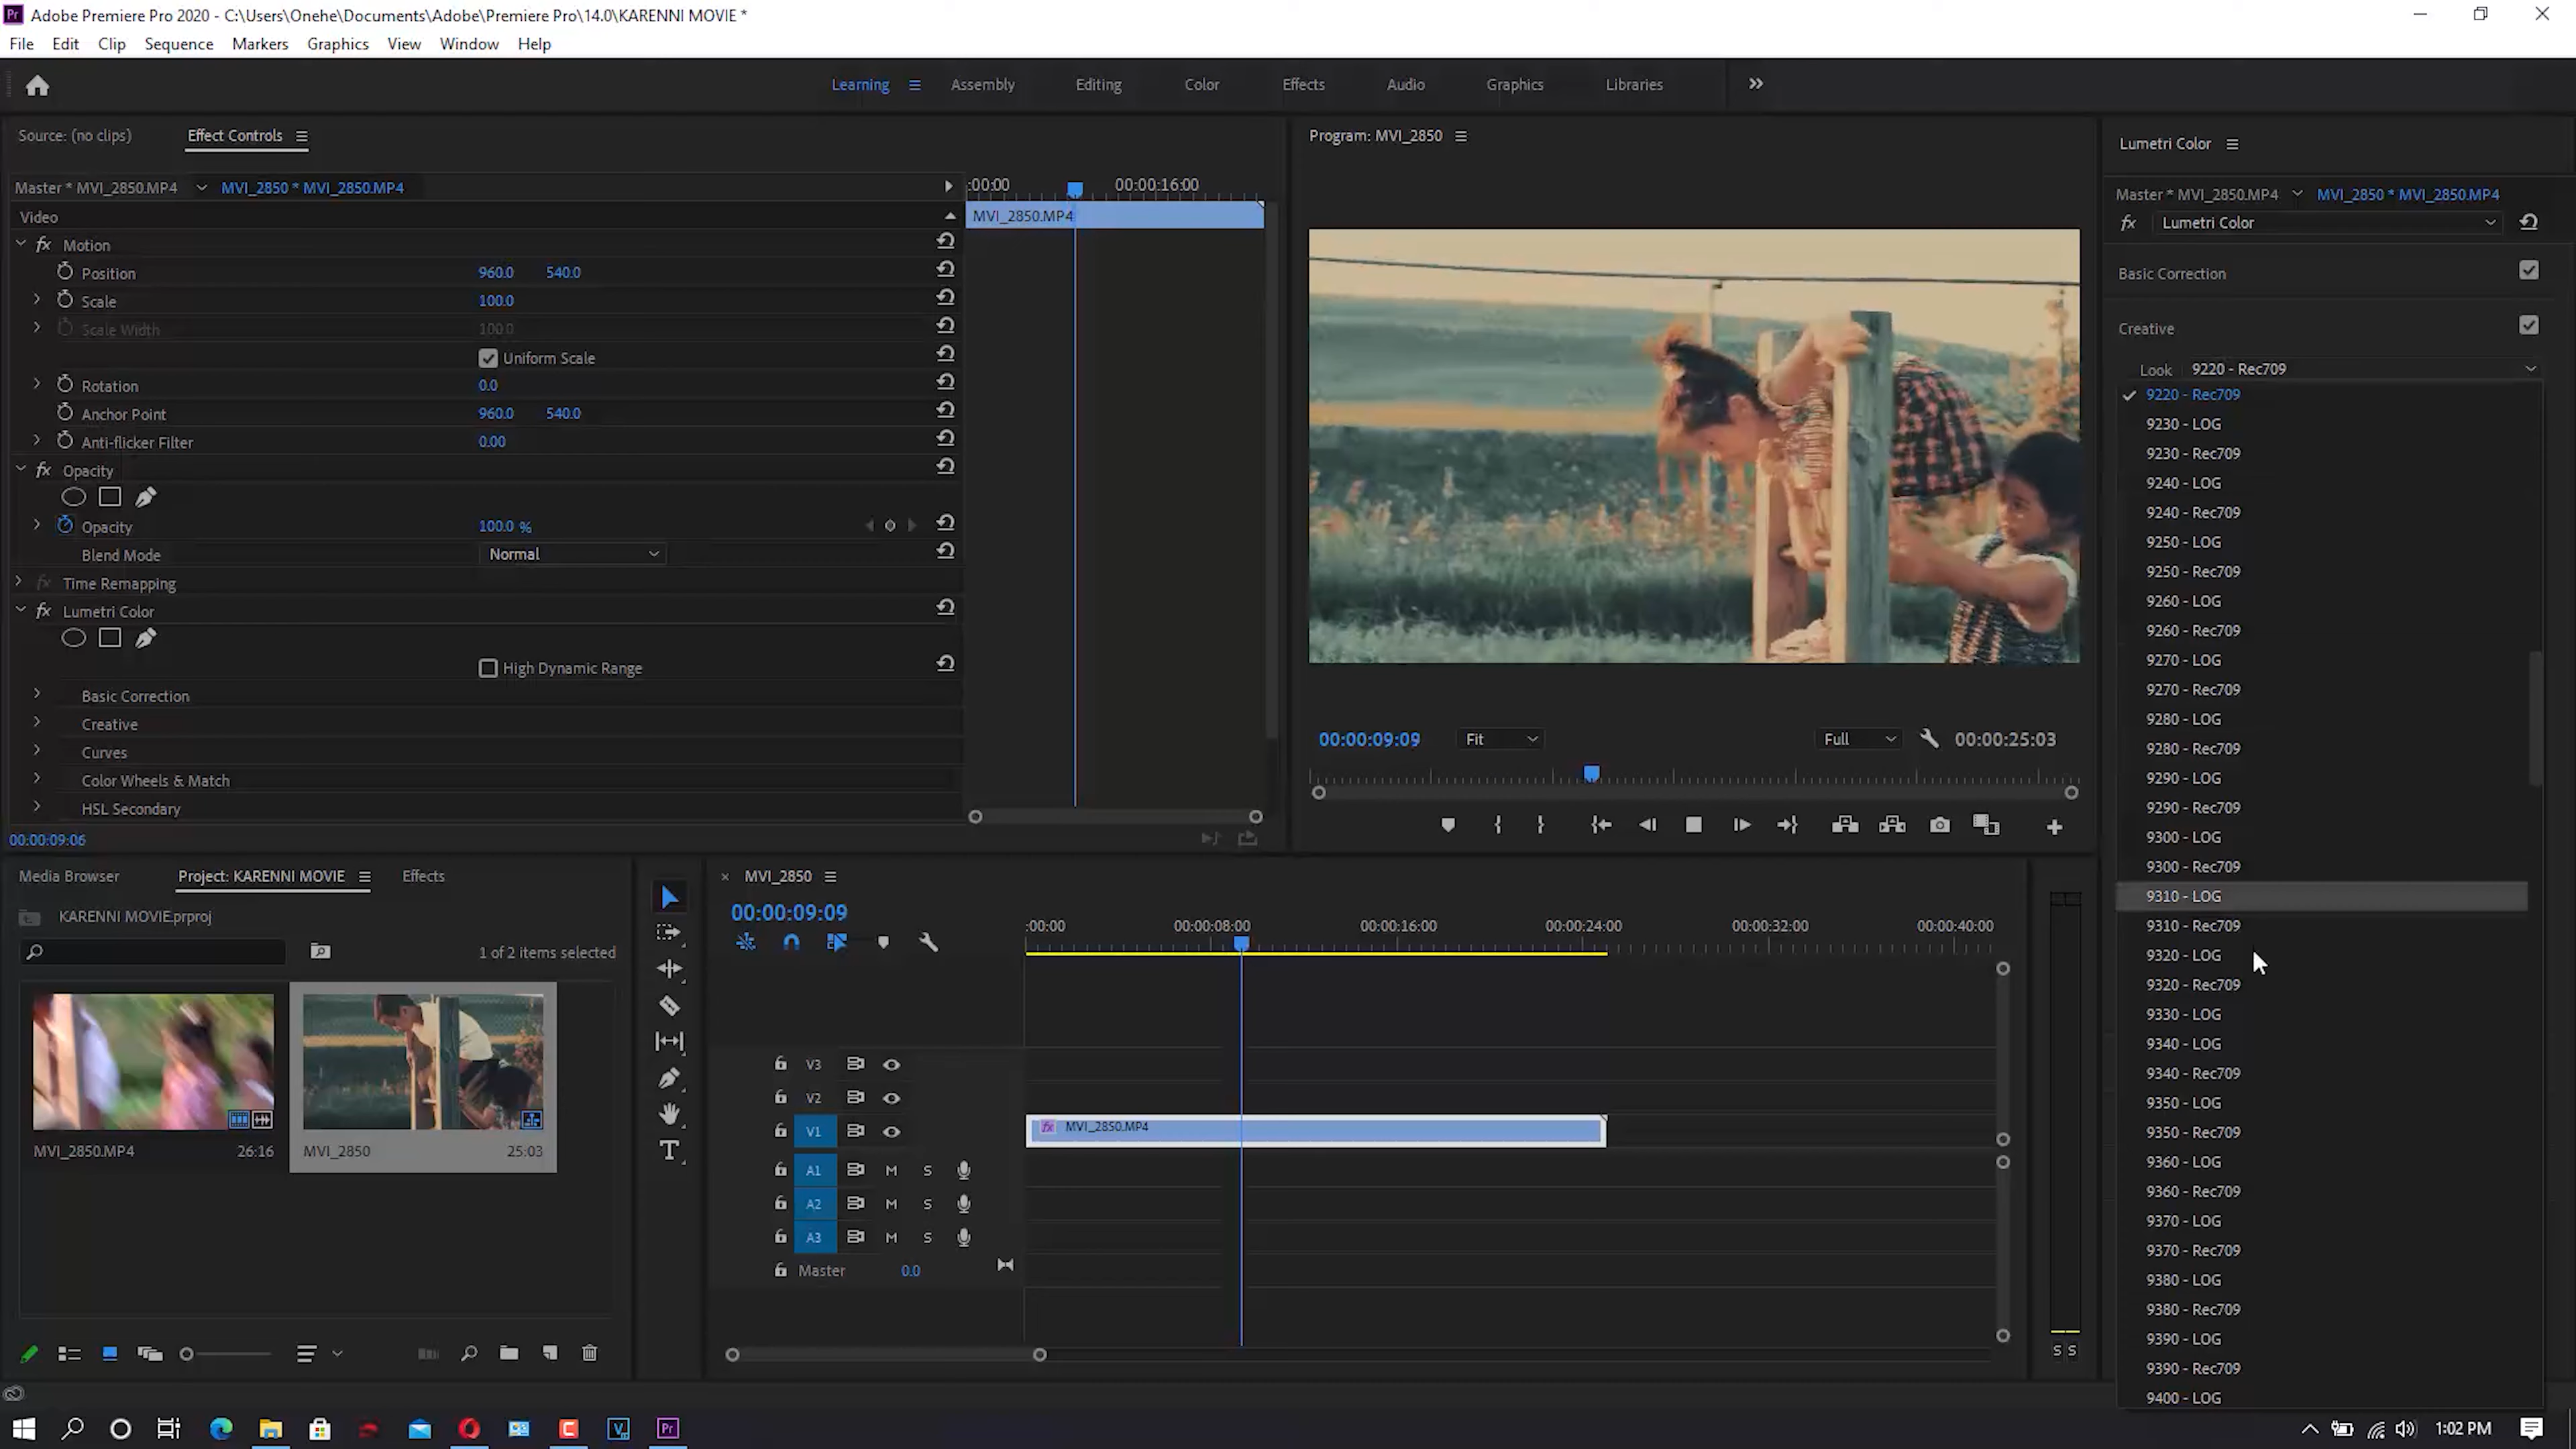 Adobe Premiere Pro 2020 - C:\Users\Onehe\Documents\Adobe\Premiere Pro\14.0\KARENNI MOVIE *
File Edit Clip Sequence Markers Graphics View Window Help
Learning Assembly Editing Color Effects Audio Graphics Libraries
Source: (no clips) Effect Controls
Master * MVI_2850.MP4 MVI_2850 * MVI_2850.MP4
:00:00 00:00:16:00
Video
MVI_2850.MP4
Motion
Position 960.0 540.0
Scale 100.0
Scale Width 100.0
Uniform Scale
Rotation 0.0
Anchor Point 960.0 540.0
Anti-flicker Filter 0.00
Opacity
Opacity 100.0 %
Blend Mode Normal
Time Remapping
Lumetri Color
High Dynamic Range
Basic Correction
Creative
Curves
Color Wheels & Match
HSL Secondary
00:00:09:06
Program: MVI_2850
00:00:09:09 Fit Full 00:00:25:03
Lumetri Color
Master * MVI_2850.MP4 MVI_2850 * MVI_2850.MP4
fx Lumetri Color
Basic Correction
Creative
Look 9220 - Rec709
9220 - Rec709
9230 - LOG
9230 - Rec709
9240 - LOG
9240 - Rec709
9250 - LOG
9250 - Rec709
9260 - LOG
9260 - Rec709
9270 - LOG
9270 - Rec709
9280 - LOG
9280 - Rec709
9290 - LOG
9290 - Rec709
9300 - LOG
9300 - Rec709
9310 - LOG
9310 - Rec709
9320 - LOG
9320 - Rec709
9330 - LOG
9340 - LOG
9340 - Rec709
9350 - LOG
9350 - Rec709
9360 - LOG
9360 - Rec709
9370 - LOG
9370 - Rec709
9380 - LOG
9380 - Rec709
9390 - LOG
9390 - Rec709
9400 - LOG
Media Browser Project: KARENNI MOVIE Effects
KARENNI MOVIE.prproj
1 of 2 items selected
MVI_2850.MP4 26:16 MVI_2850 25:03
× MVI_2850
00:00:09:09
:00:00 00:00:08:00 00:00:16:00 00:00:24:00 00:00:32:00 00:00:40:00
V3
V2
V1 fx MVI_2850.MP4
A1 M S
A2 M S
A3 M S
Master 0.0
S S
1:02 PM